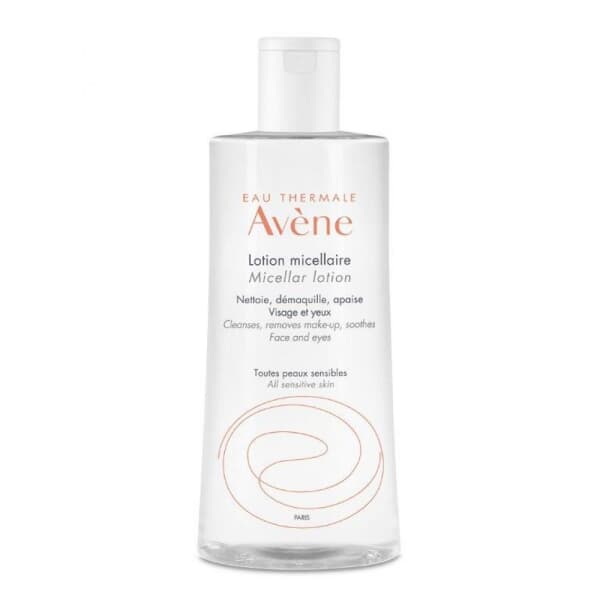 EAU THERMALE
Avène
Lotion micellaire
Micellar lotion
Nettoie, démaquille, apaise
Visage et yeux
Cleanses, removes make-up, soothes
Face and eyes
Toutes peaux sensibles
All sensitive skin
PARIS